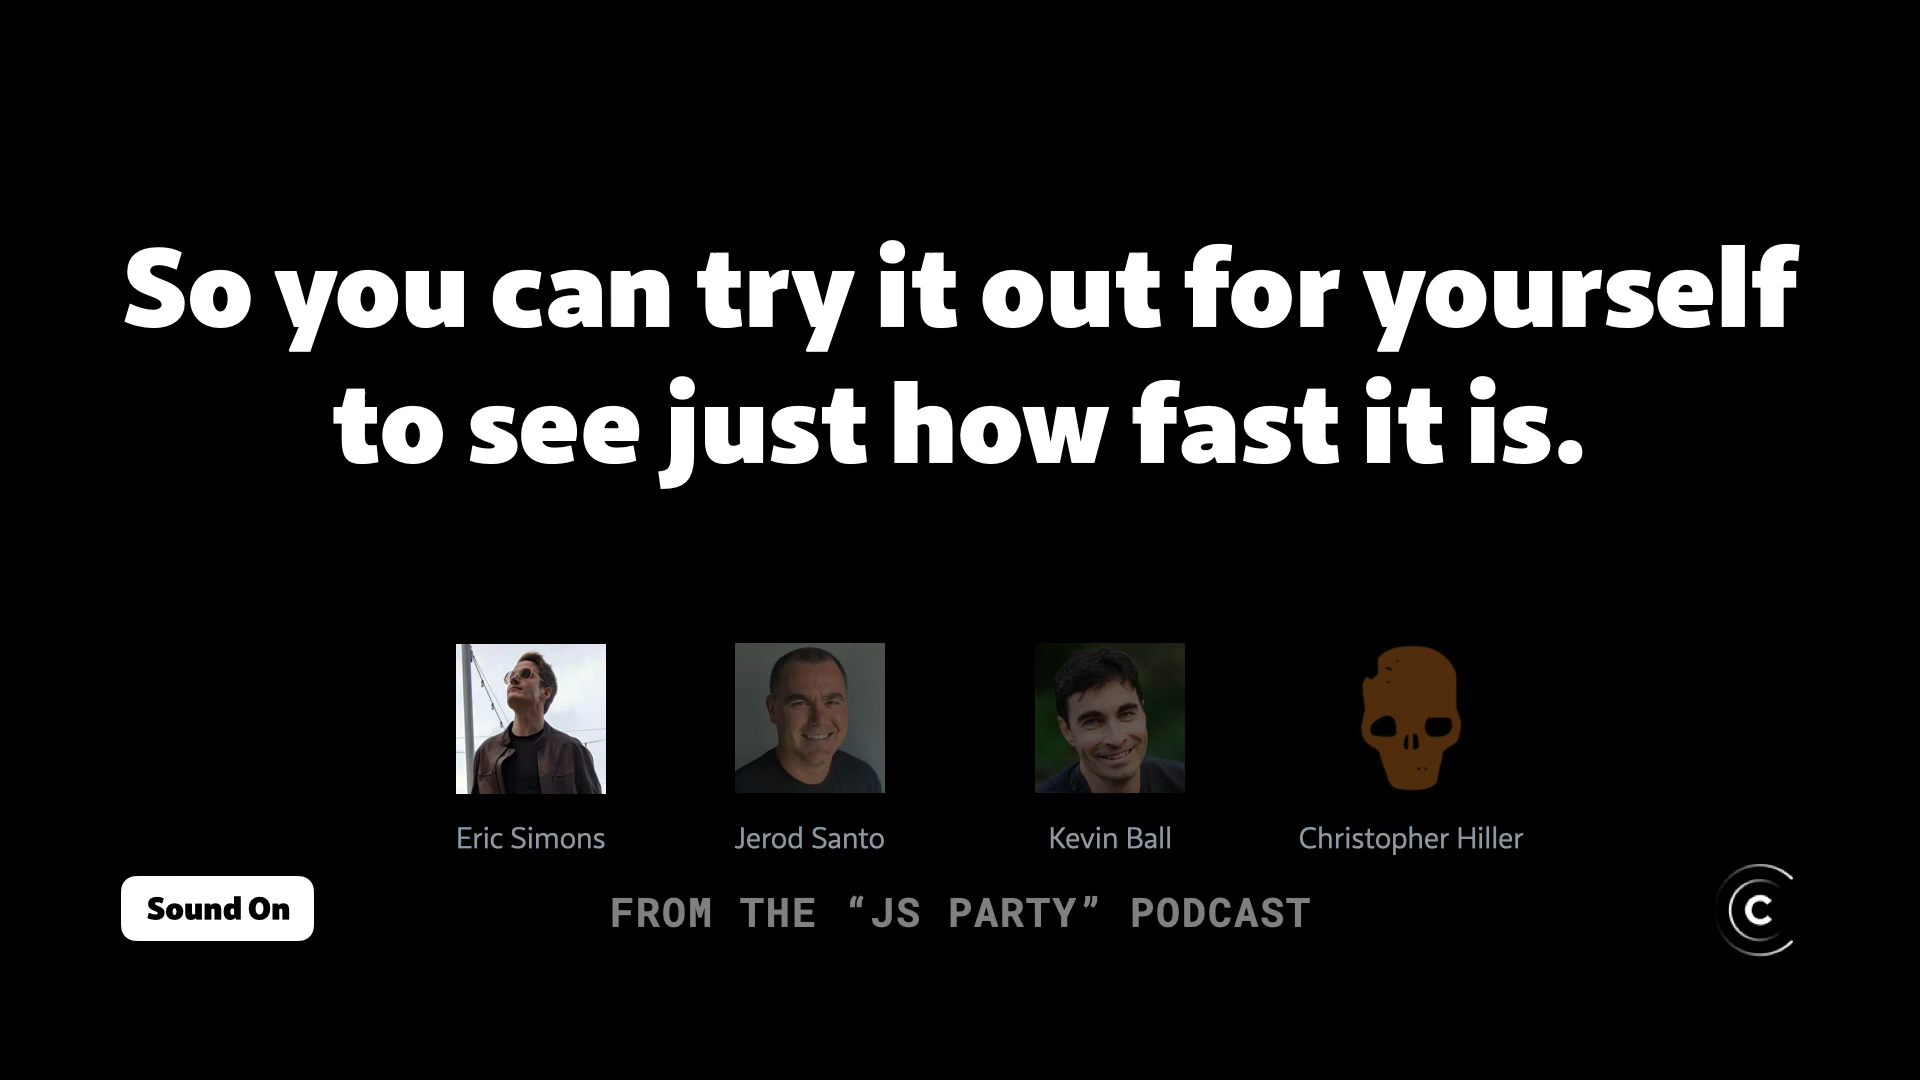 So you can try it out for yourself
to see just how fast it is.
Eric Simons
Jerod Santo
Kevin Ball
Christopher Hiller
Sound On
FROM THE “JS PARTY” PODCAST
C